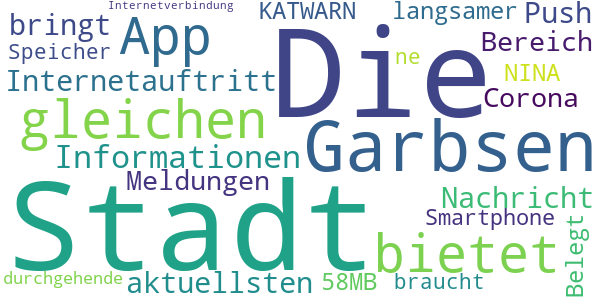 Internetverbindung
bringt
App
KATWARN
langsamer
Push
Speicher
Die
ne
Bereich
Internetauftritt
NINA
Corona
gleichen
Garbsen
Informationen
Meldungen
Stadt
Nachricht
Smartphone
bietet
Belegt
durchgehende
aktuellsten
58MB
braucht